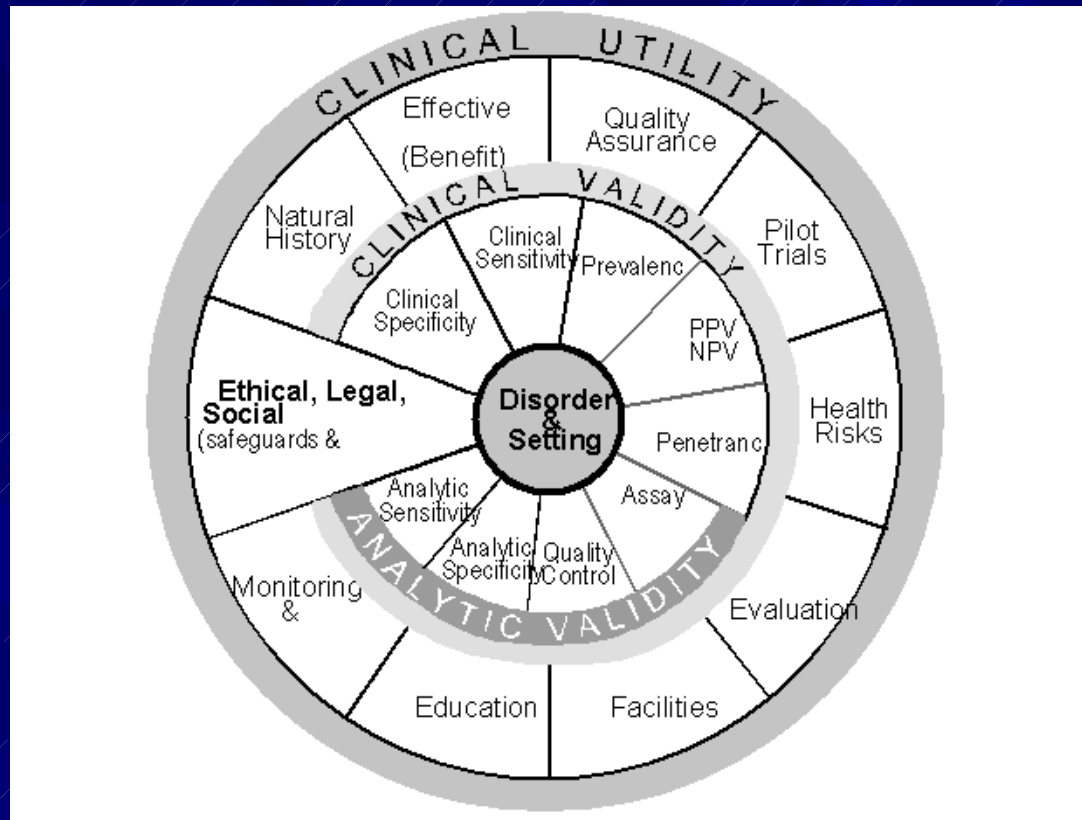 CLINICAL UTILITY
Effective
(Benefit)
Quality
Assurance
Natural
History
Pilot
Trials
CLINICAL VALIDITY
Clinical
Sensitivity
Prevalenc
Clinical
Specificity
PPV
NPV
Ethical, Legal,
Social
(safeguards &
Disorder
&
Setting
Health
Risks
Penetranc
Analytic
Sensitivity
Assay
Analytic
Specificity
Quality
Control
ANALYTIC VALIDITY
Monitoring
&
Evaluation
Education
Facilities